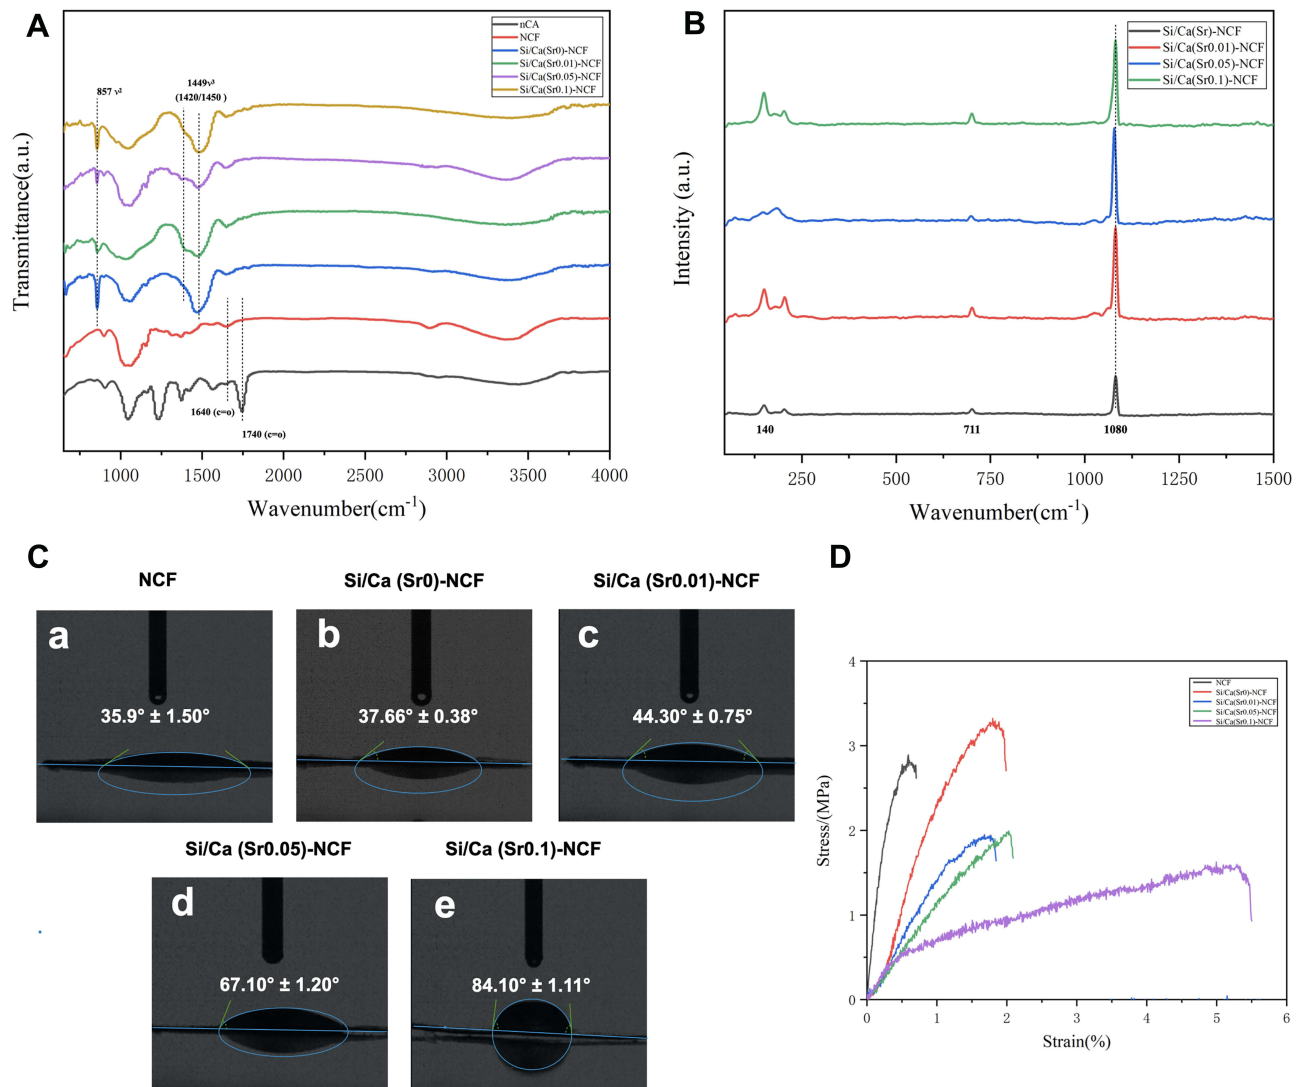 A
nCA
NCF
Si/Ca(Sr0)-NCF
Si/Ca(Sr0.01)-NCF
Si/Ca(Sr0.05)-NCF
Si/Ca(Sr0.1)-NCF
857 ν²
1449ν³
(1420/1450 )
1640 (c=o)
1740 (c=o)
Transmittance(a.u.)
1000 1500 2000 2500 3000 3500 4000
Wavenumber(cm⁻¹)
B
Si/Ca(Sr)-NCF
Si/Ca(Sr0.01)-NCF
Si/Ca(Sr0.05)-NCF
Si/Ca(Sr0.1)-NCF
Intensity (a.u.)
140 711 1080
250 500 750 1000 1250 1500
Wavenumber(cm⁻¹)
C
NCF
Si/Ca (Sr0)-NCF
Si/Ca (Sr0.01)-NCF
a
35.9° ± 1.50°
b
37.66° ± 0.38°
c
44.30° ± 0.75°
Si/Ca (Sr0.05)-NCF
Si/Ca (Sr0.1)-NCF
d
67.10° ± 1.20°
e
84.10° ± 1.11°
D
NCF
Si/Ca(Sr0)-NCF
Si/Ca(Sr0.01)-NCF
Si/Ca(Sr0.05)-NCF
Si/Ca(Sr0.1)-NCF
Stress/(MPa)
4
3
2
1
0
0 1 2 3 4 5 6
Strain(%)